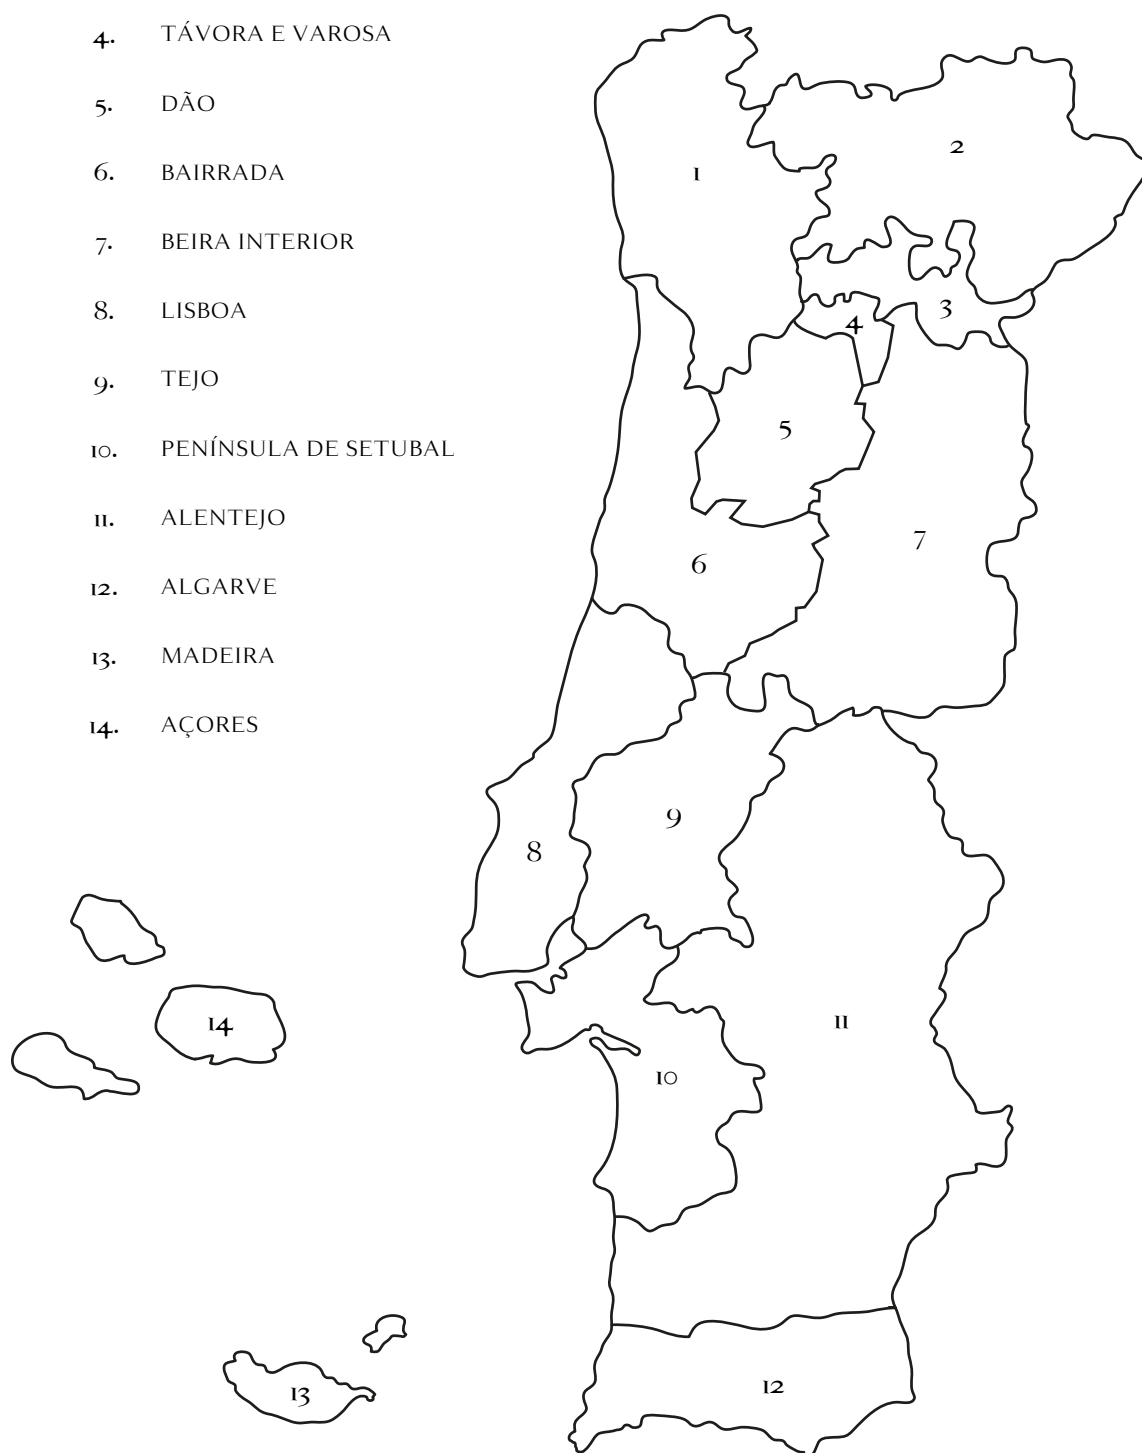 4. TÁVORA E VAROSA
5. DÃO
6. BAIRRADA
7. BEIRA INTERIOR
8. LISBOA
9. TEJO
10. PENÍNSULA DE SETUBAL
11. ALENTEJO
12. ALGARVE
13. MADEIRA
14. AÇORES
1
2
3
4
5
6
7
8
9
10
11
12
13
14